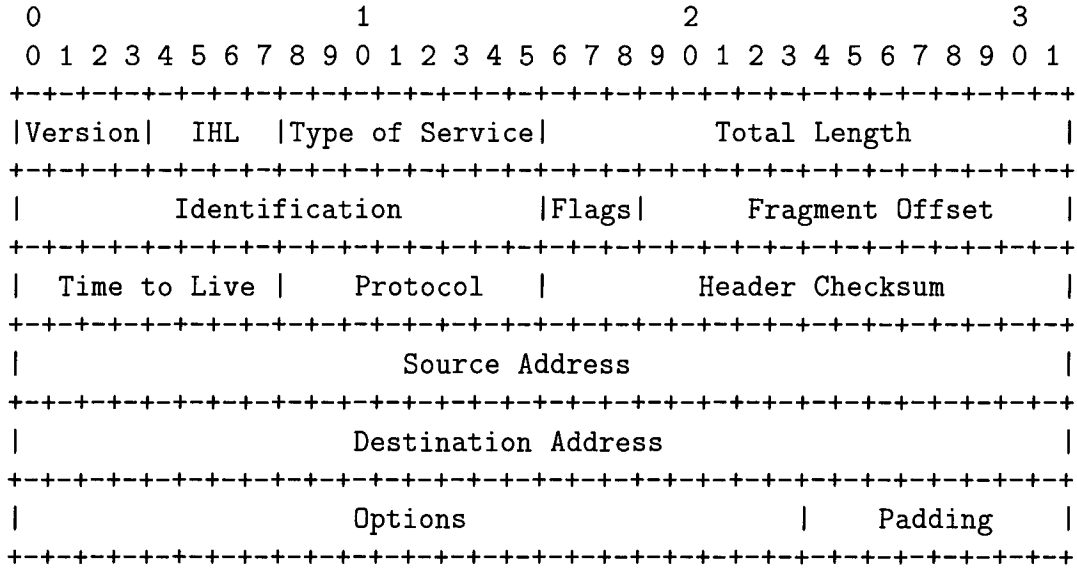 0                   1                   2                   3
 0 1 2 3 4 5 6 7 8 9 0 1 2 3 4 5 6 7 8 9 0 1 2 3 4 5 6 7 8 9 0 1
+-+-+-+-+-+-+-+-+-+-+-+-+-+-+-+-+-+-+-+-+-+-+-+-+-+-+-+-+-+-+-+-+
|Version|  IHL  |Type of Service|          Total Length         |
+-+-+-+-+-+-+-+-+-+-+-+-+-+-+-+-+-+-+-+-+-+-+-+-+-+-+-+-+-+-+-+-+
|         Identification        |Flags|      Fragment Offset    |
+-+-+-+-+-+-+-+-+-+-+-+-+-+-+-+-+-+-+-+-+-+-+-+-+-+-+-+-+-+-+-+-+
|  Time to Live |    Protocol   |         Header Checksum       |
+-+-+-+-+-+-+-+-+-+-+-+-+-+-+-+-+-+-+-+-+-+-+-+-+-+-+-+-+-+-+-+-+
|                       Source Address                          |
+-+-+-+-+-+-+-+-+-+-+-+-+-+-+-+-+-+-+-+-+-+-+-+-+-+-+-+-+-+-+-+-+
|                    Destination Address                        |
+-+-+-+-+-+-+-+-+-+-+-+-+-+-+-+-+-+-+-+-+-+-+-+-+-+-+-+-+-+-+-+-+
|                    Options                    |    Padding    |
+-+-+-+-+-+-+-+-+-+-+-+-+-+-+-+-+-+-+-+-+-+-+-+-+-+-+-+-+-+-+-+-+